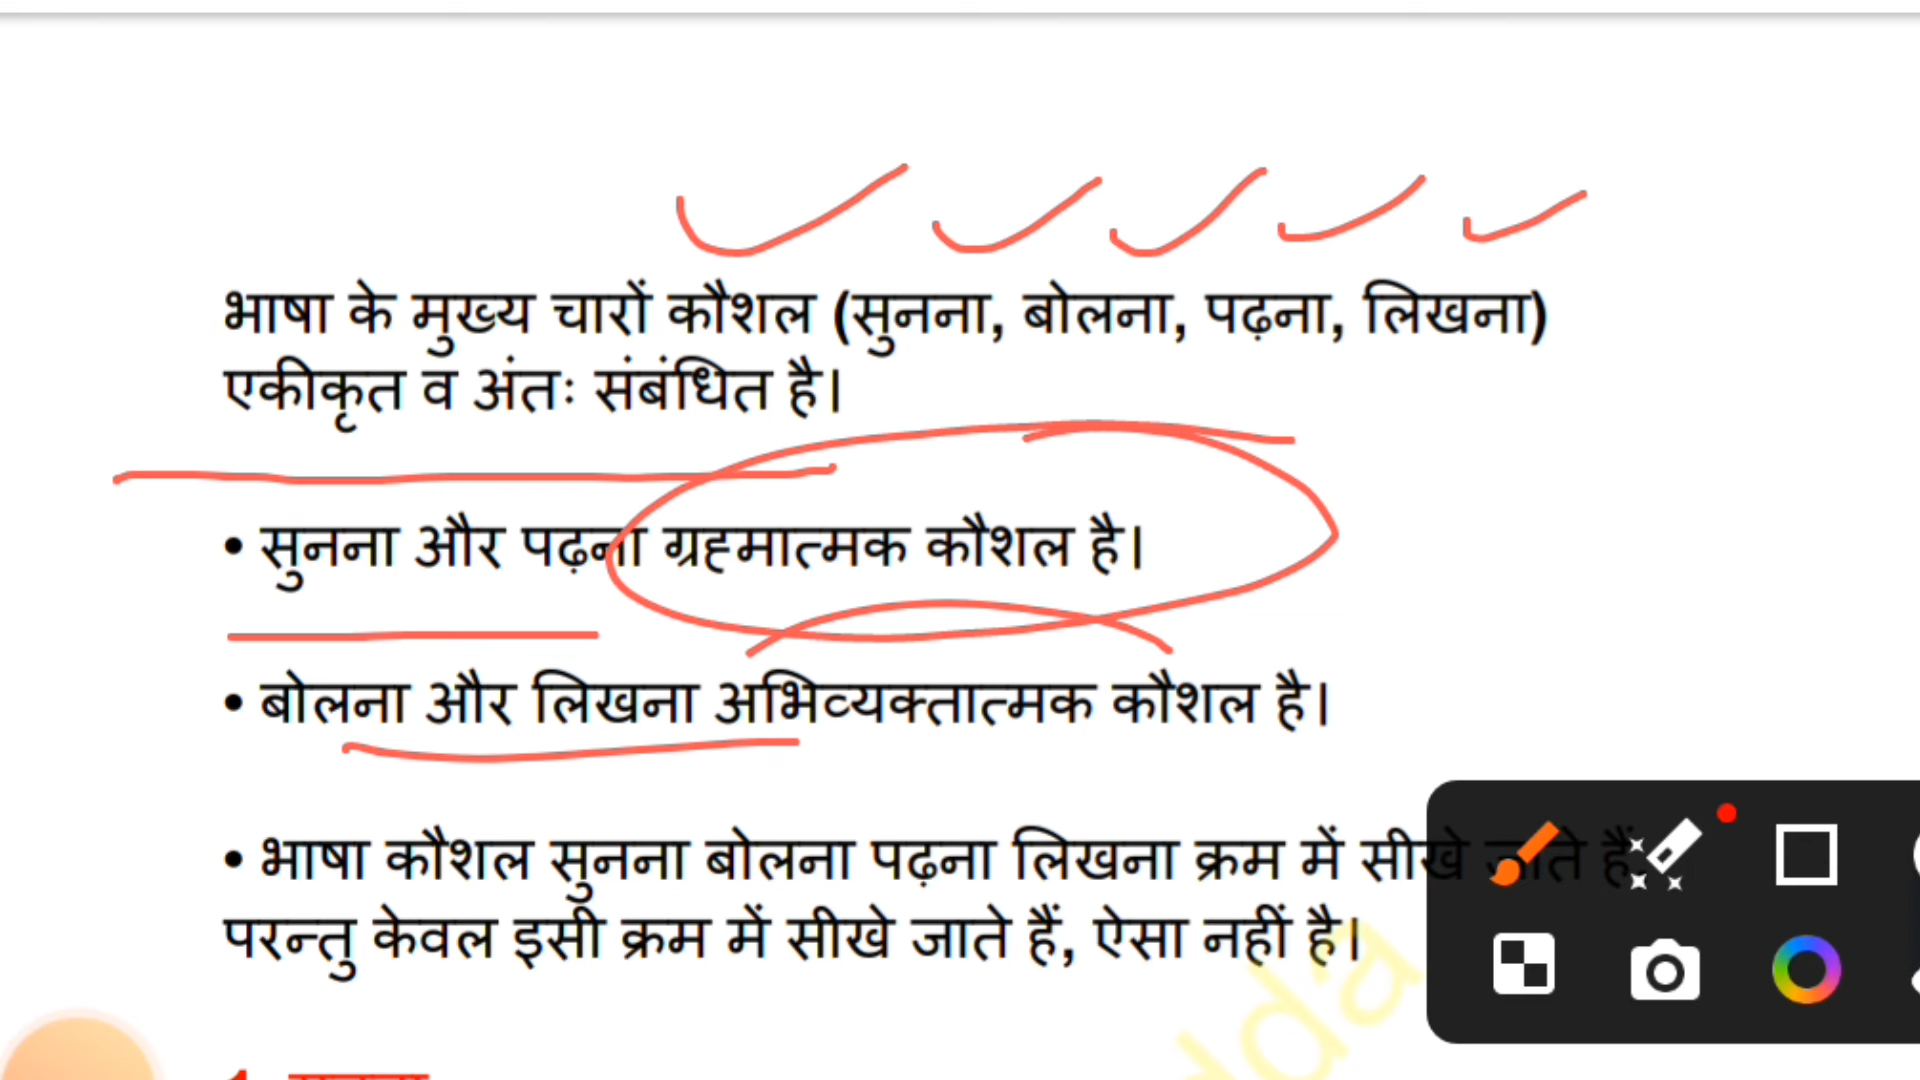 भाषा के मुख्य चारों कौशल (सुनना, बोलना, पढ़ना, लिखना)
एकीकृत व अंतः संबंधित है।
• सुनना और पढ़ना ग्रह्मात्मक कौशल है।
• बोलना और लिखना अभिव्यक्तात्मक कौशल है।
• भाषा कौशल सुनना बोलना पढ़ना लिखना क्रम में सीखे जाते हैं
परन्तु केवल इसी क्रम में सीखे जाते हैं, ऐसा नहीं है।